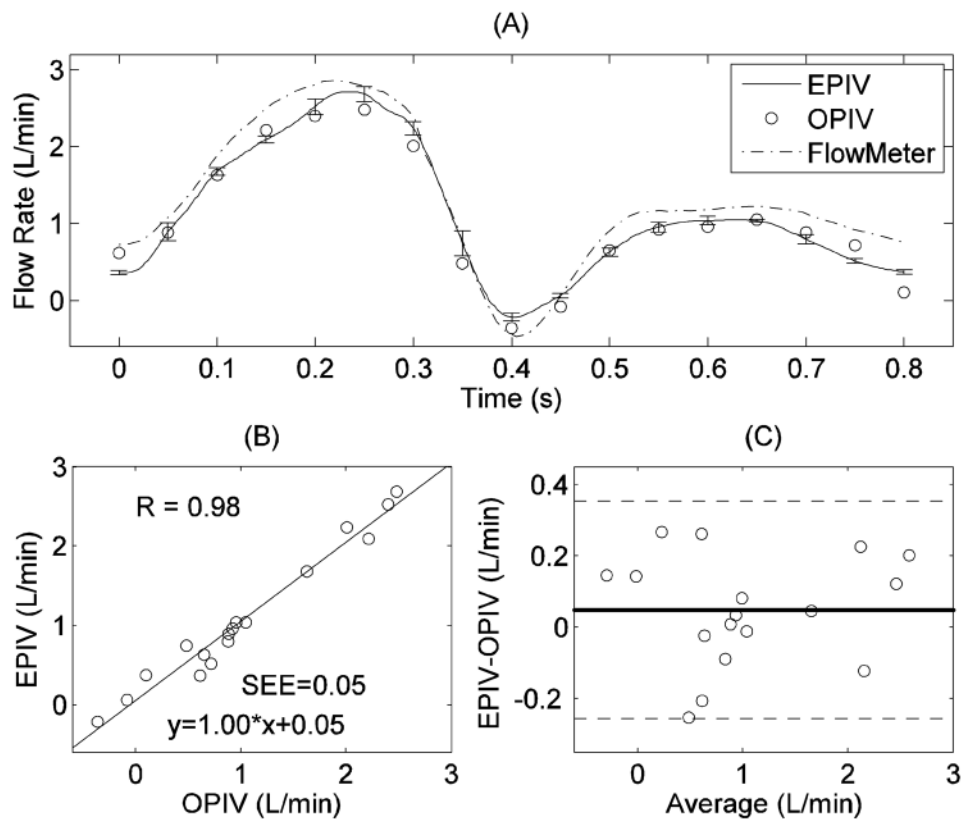 (A)
Flow Rate (L/min)
3
2
1
0
EPIV
OPIV
FlowMeter
0 0.1 0.2 0.3 0.4 0.5 0.6 0.7 0.8
Time (s)
(B)
EPIV (L/min)
3
2
1
0
R = 0.98
SEE=0.05
y=1.00*x+0.05
0 1 2 3
OPIV (L/min)
(C)
EPIV-OPIV (L/min)
0.4
0.2
0
-0.2
0 1 2 3
Average (L/min)